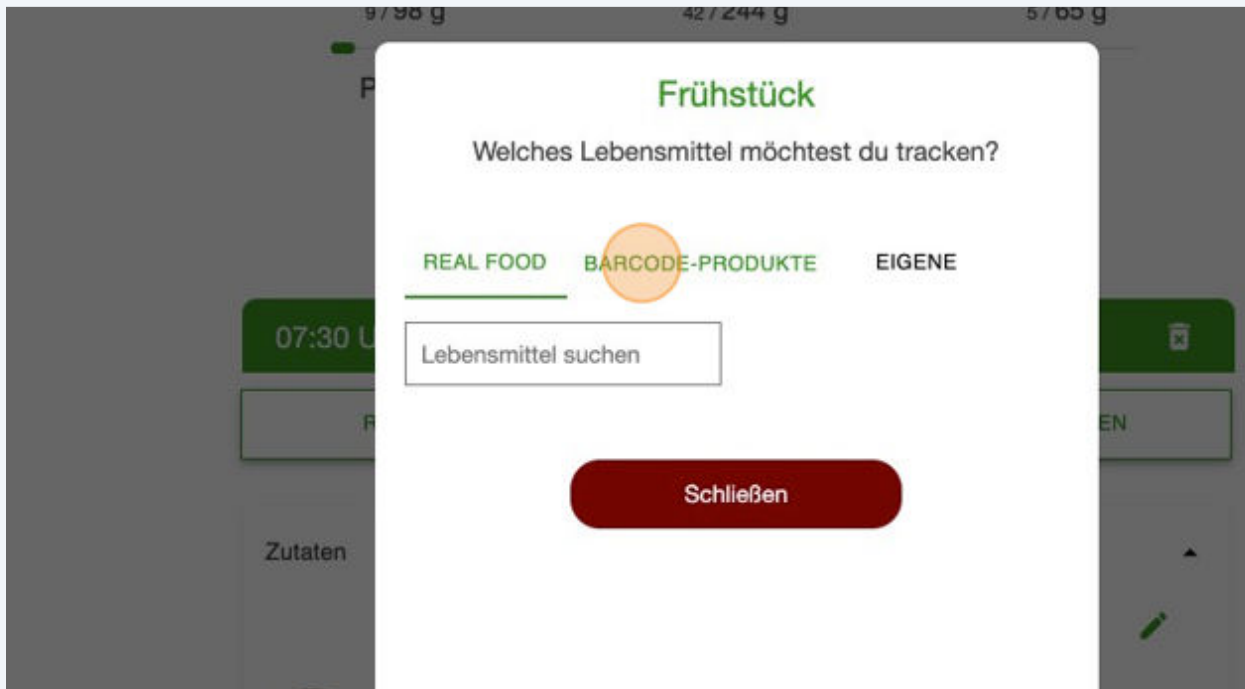 9 / 98 g 42 / 244 g 5 / 65 g
Frühstück
Welches Lebensmittel möchtest du tracken?
REAL FOOD BARCODE-PRODUKTE EIGENE
07:30
Lebensmittel suchen
Schließen
Zutaten